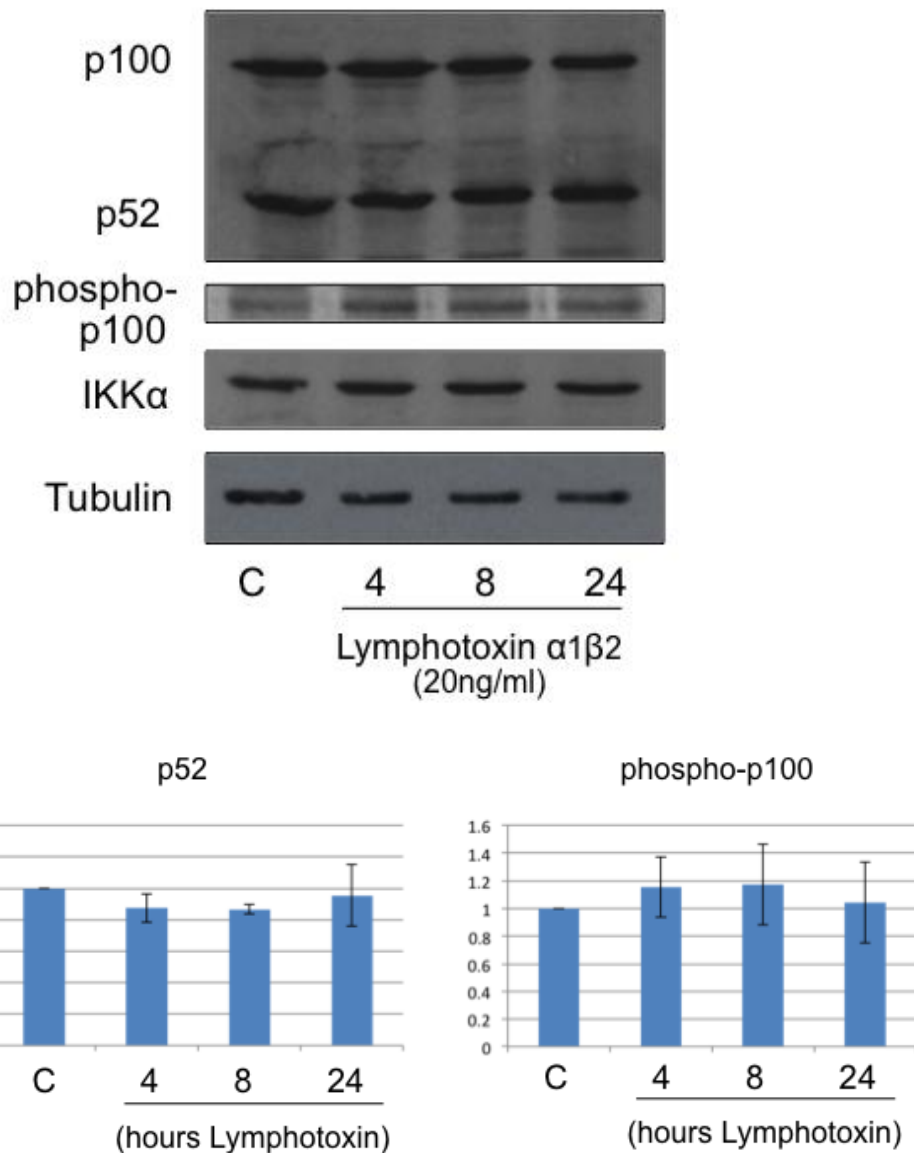 p100
p52
phospho-
p100
IKKα
Tubulin
C 4 8 24
Lymphotoxin α1β2
(20ng/ml)
p52
C 4 8 24
(hours Lymphotoxin)
phospho-p100
1.6
1.4
1.2
1
0.8
0.6
0.4
0.2
0
C 4 8 24
(hours Lymphotoxin)